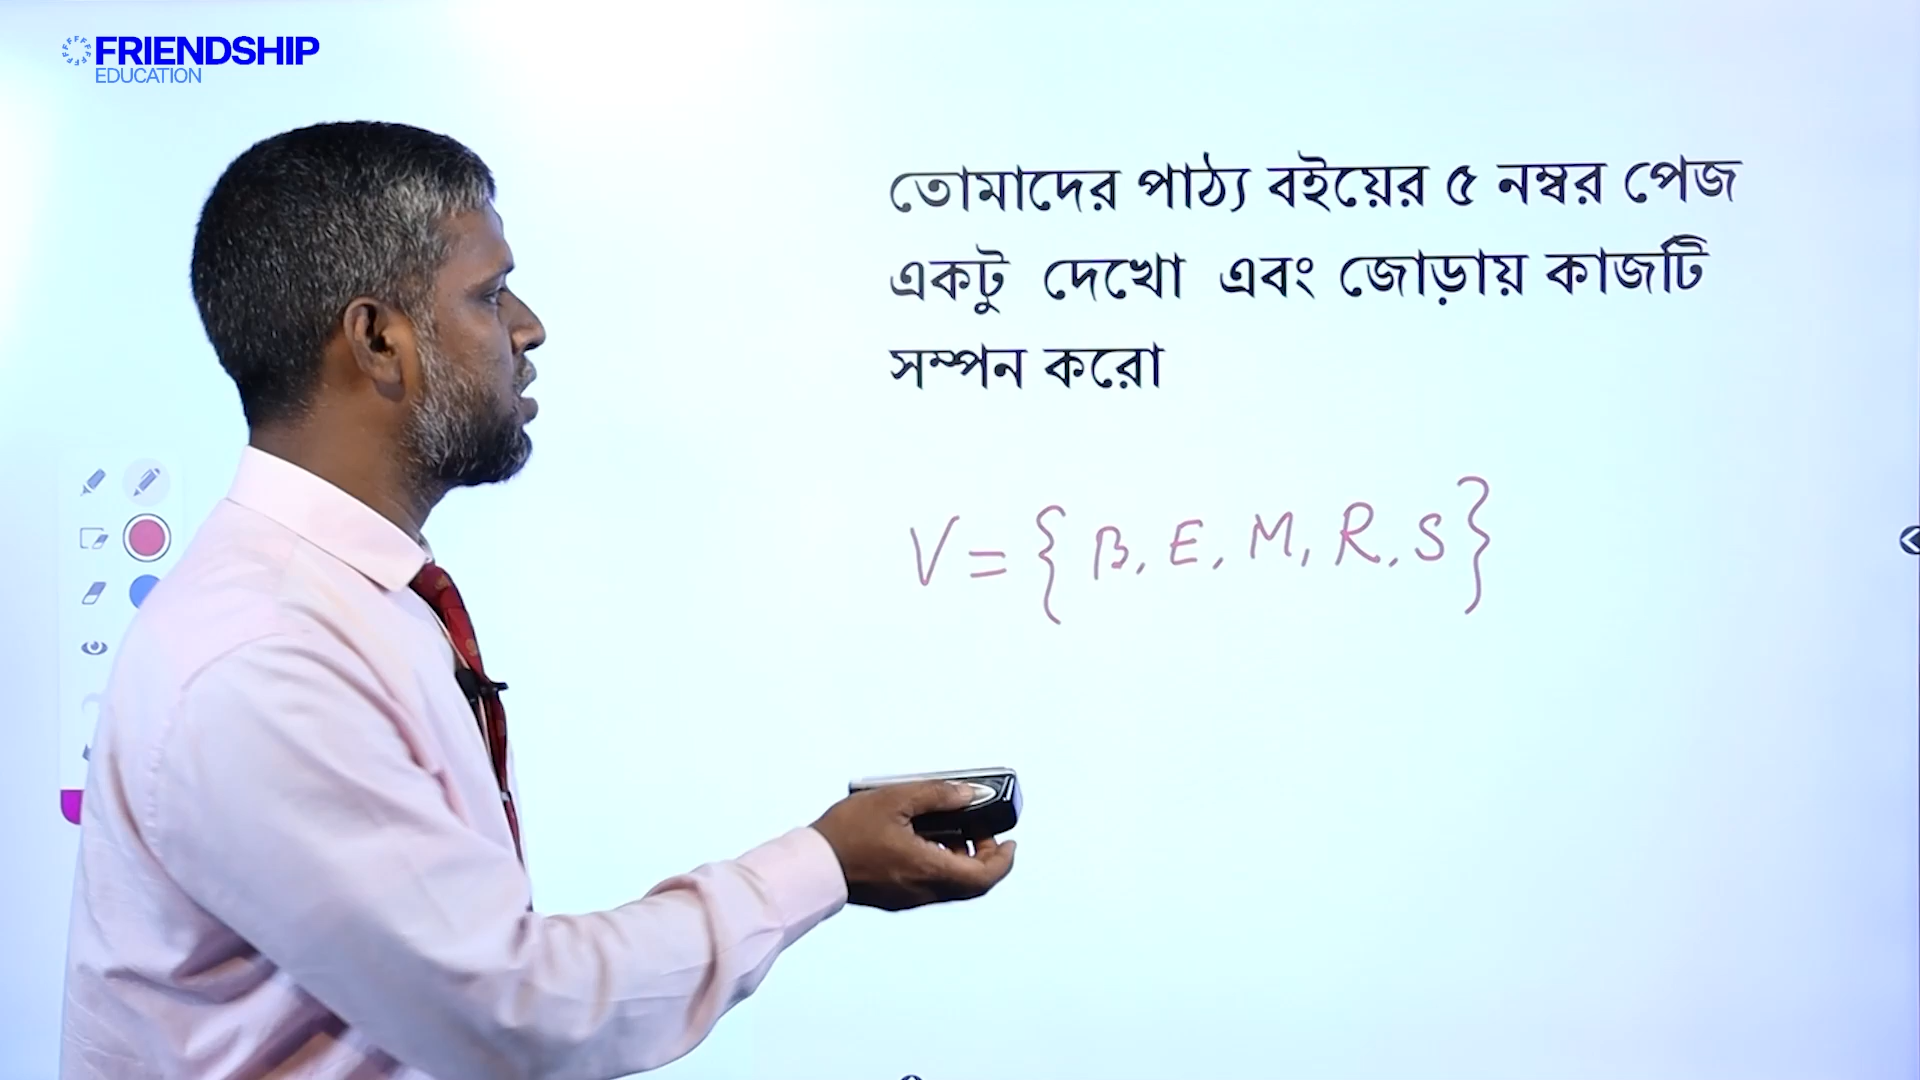 FRIENDSHIP
EDUCATION
তোমাদের পাঠ্য বইয়ের ৫ নম্বর পেজ
একটু দেখো এবং জোড়ায় কাজটি
সম্পন করো
V = { B, E, M, R, S }